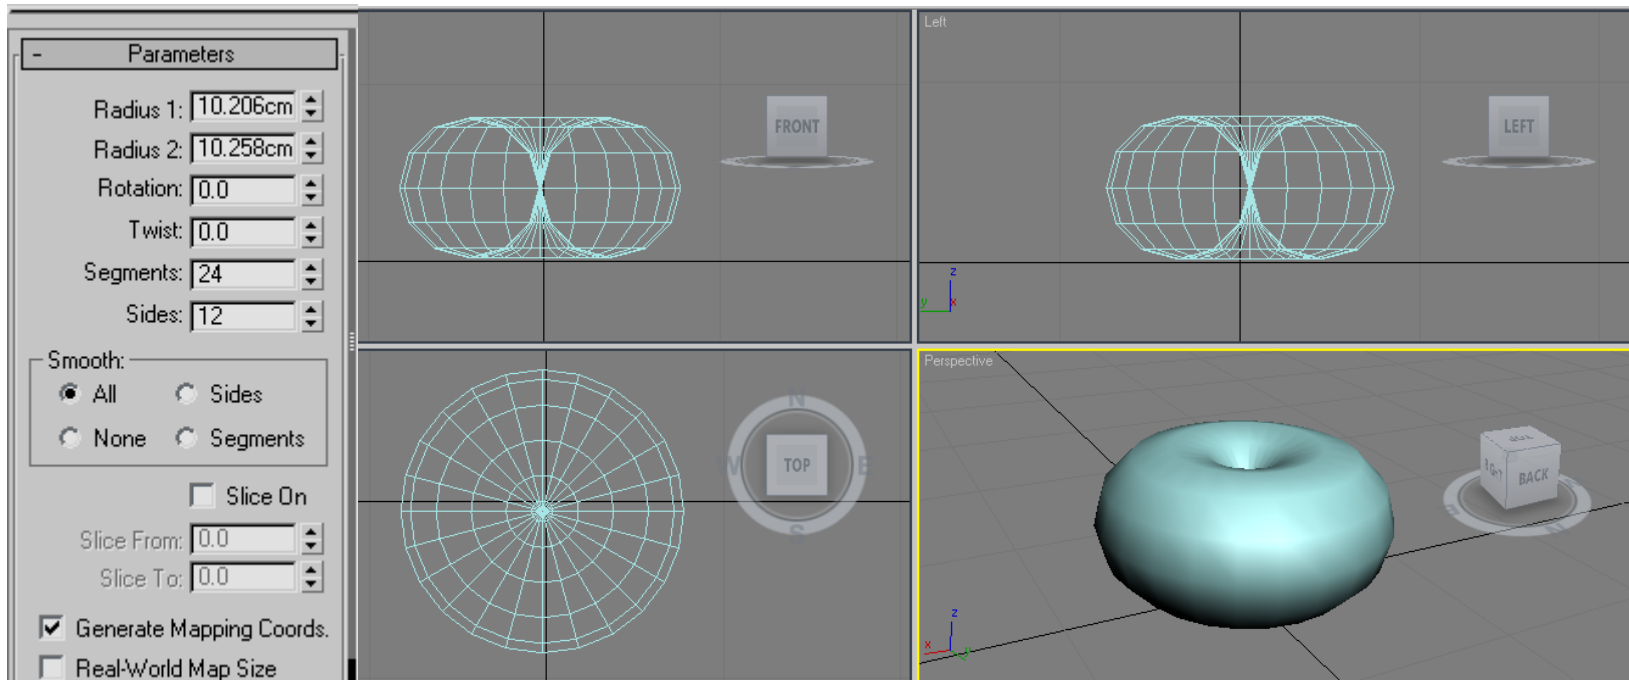 - Parameters
Radius 1: 10.206cm
Radius 2: 10.258cm
Rotation: 0.0
Twist: 0.0
Segments: 24
Sides: 12
Smooth:
All Sides
None Segments
Slice On
Slice From: 0.0
Slice To: 0.0
Generate Mapping Coords.
Real-World Map Size
FRONT
Left
LEFT
z
y x
N
W TOP E
S
Perspective
TOP
BACK
z
x y